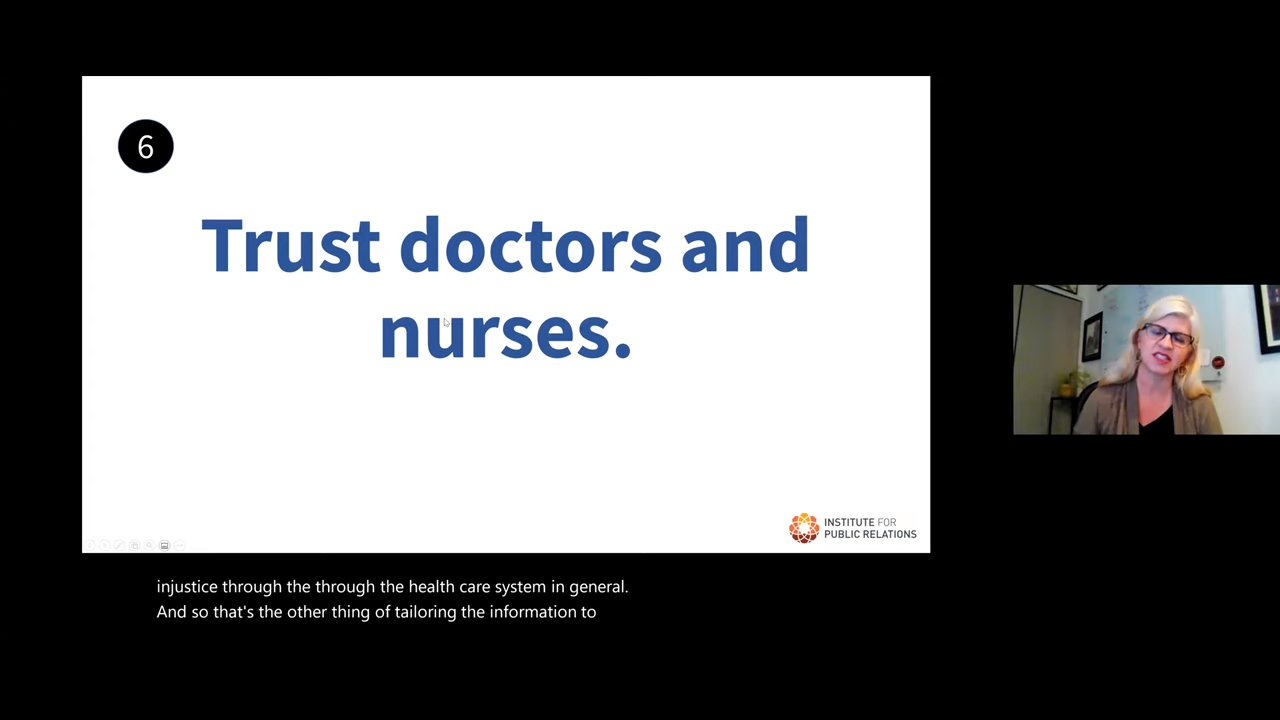 6
Trust doctors and
nurses.
INSTITUTE FOR
PUBLIC RELATIONS
injustice through the through the health care system in general.
And so that's the other thing of tailoring the information to